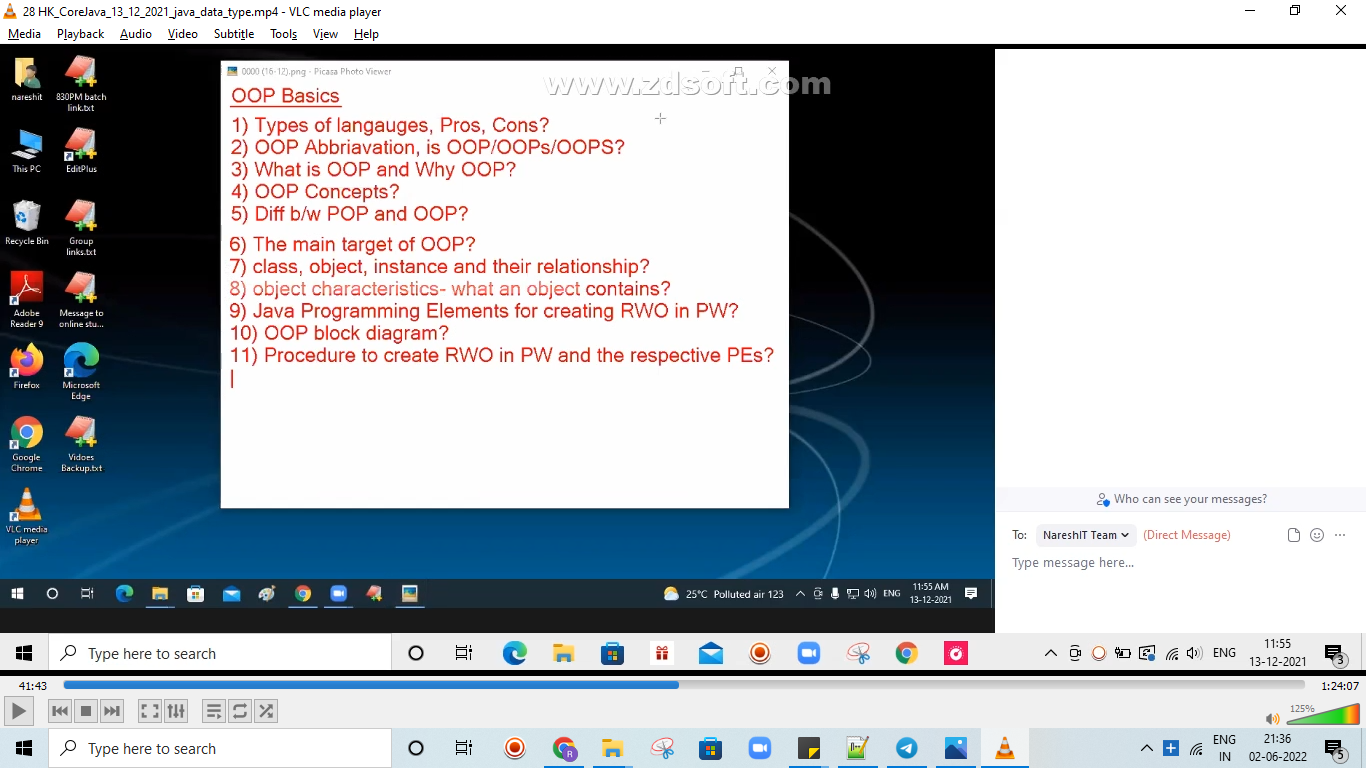 28 HK_CoreJava_13_12_2021_java_data_type.mp4 - VLC media player
Media Playback Audio Video Subtitle Tools View Help
nareshit
830PM batch
link.txt
This PC
EditPlus
Recycle Bin
Group
links.txt
Adobe
Reader 9
Message to
online stu...
Firefox
Microsoft
Edge
Google
Chrome
Vidoes
Backup.txt
VLC media
player
0000 (16-12).png - Picasa Photo Viewer
www.zdsoft.com
OOP Basics
1) Types of langauges, Pros, Cons?
2) OOP Abbriavation, is OOP/OOPs/OOPS?
3) What is OOP and Why OOP?
4) OOP Concepts?
5) Diff b/w POP and OOP?
6) The main target of OOP?
7) class, object, instance and their relationship?
8) object characteristics- what an object contains?
9) Java Programming Elements for creating RWO in PW?
10) OOP block diagram?
11) Procedure to create RWO in PW and the respective PEs?
Who can see your messages?
To: NareshIT Team (Direct Message)
Type message here...
25°C Polluted air 123 ENG
11:55 AM
13-12-2021
Type here to search
ENG
11:55
13-12-2021
3
41:43
1:24:07
125%
Type here to search
R
ENG
IN
21:36
02-06-2022
5